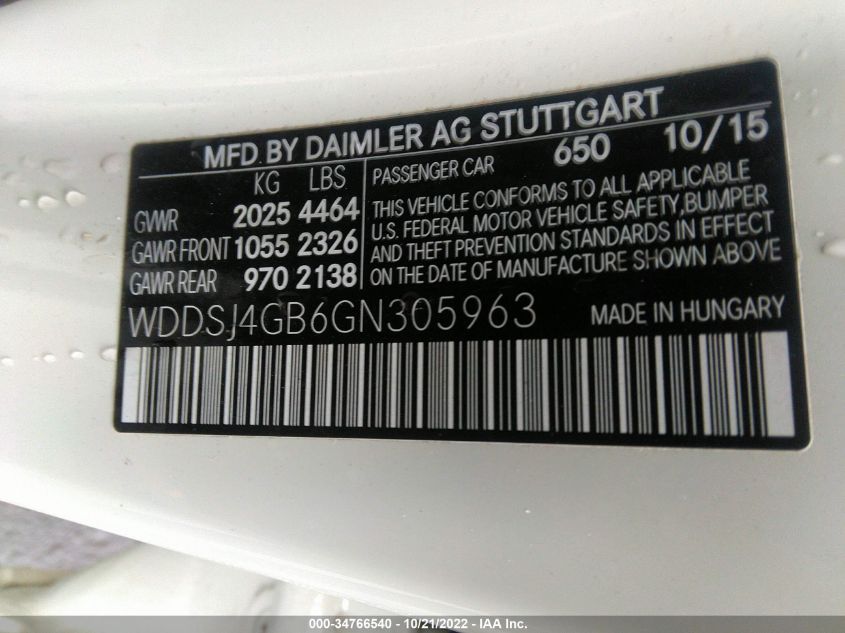 MFD. BY DAIMLER AG STUTTGART
KG LBS
GVWR 2025 4464
GAWR FRONT 1055 2326
GAWR REAR 970 2138
PASSENGER CAR 650 10/15
THIS VEHICLE CONFORMS TO ALL APPLICABLE
U.S. FEDERAL MOTOR VEHICLE SAFETY,BUMPER
AND THEFT PREVENTION STANDARDS IN EFFECT
ON THE DATE OF MANUFACTURE SHOWN ABOVE
WDDSJ4GB6GN305963 MADE IN HUNGARY
000-34766540 - 10/21/2022 - IAA Inc.